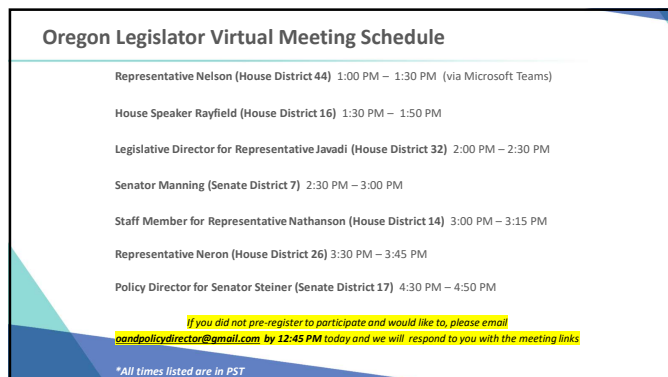 Oregon Legislator Virtual Meeting Schedule
Representative Nelson (House District 44) 1:00 PM – 1:30 PM (via Microsoft Teams)
House Speaker Rayfield (House District 16) 1:30 PM – 1:50 PM
Legislative Director for Representative Javadi (House District 32) 2:00 PM – 2:30 PM
Senator Manning (Senate District 7) 2:30 PM – 3:00 PM
Staff Member for Representative Nathanson (House District 14) 3:00 PM – 3:15 PM
Representative Neron (House District 26) 3:30 PM – 3:45 PM
Policy Director for Senator Steiner (Senate District 17) 4:30 PM – 4:50 PM
If you did not pre-register to participate and would like to, please email
oandpolicydirector@gmail.com by 12:45 PM today and we will respond to you with the meeting links
*All times listed are in PST